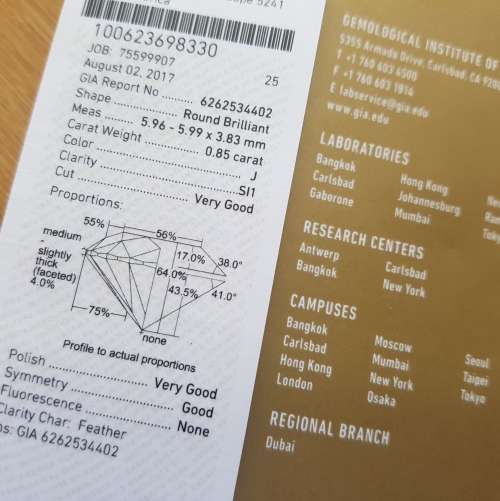 5241
100623698330
JOB: 75599907
25
August 02, 2017
GIA Report No .......... 6262534402
Shape .................. Round Brilliant
Meas ......... 5.96 - 5.99 x 3.83 mm
Carat Weight ................ 0.85 carat
Color ........................................ J
Clarity ..................................... SI1
Cut ............................ Very Good
Proportions:
55%
56%
medium
17.0%
38.0°
slightly
thick
(faceted)
4.0%
64.0%
43.5%
41.0°
75%
none
Profile to actual proportions
Polish ...................... Very Good
Symmetry ........................ Good
Fluorescence ..................... None
Clarity Char: Feather
GIA 6262534402
GEMOLOGICAL INSTITUTE OF
5355 Armada Drive, Carlsbad, CA
T +1 760 603 4500
F +1 760 603 1814
E labservice@gia.edu
www.gia.edu
LABORATORIES
Bangkok Hong Kong
Carlsbad Johannesburg
Gaborone Mumbai
RESEARCH CENTERS
Antwerp Carlsbad
Bangkok New York
CAMPUSES
Bangkok Moscow Seoul
Carlsbad Mumbai Taipei
Hong Kong New York Tokyo
London Osaka
REGIONAL BRANCH
Dubai